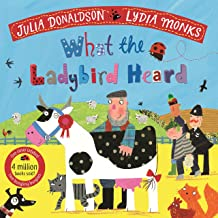 JULIA DONALDSON LYDIA MONKS
What the
Ladybird Heard
4
million
books sold!